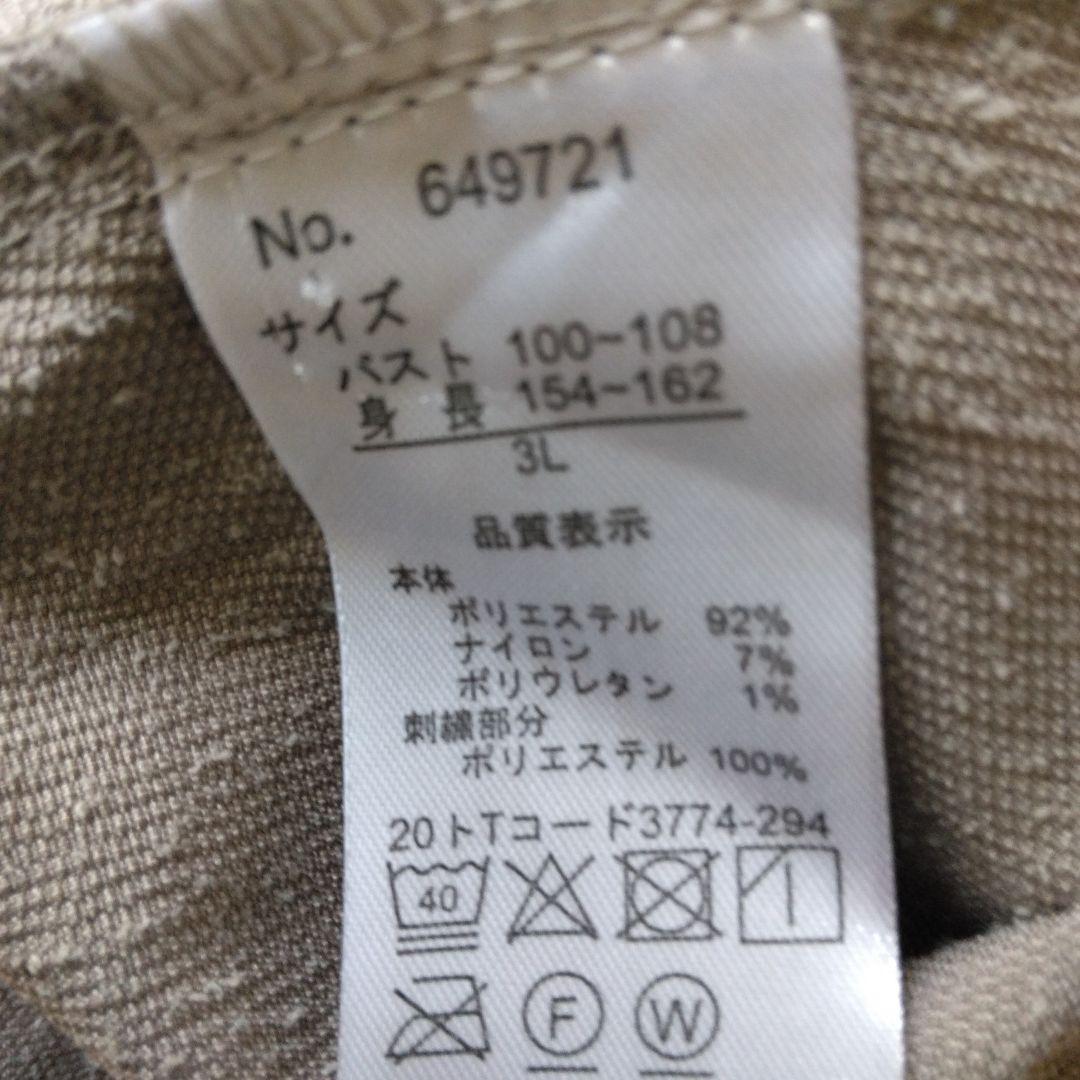 No. 649721
サイズ
バスト 100~108
身長 154~162
3L
品質表示
本体
ポリエステル 92%
ナイロン 7%
ポリウレタン 1%
刺繍部分
ポリエステル 100%
20トTコード3774-294
40
F W